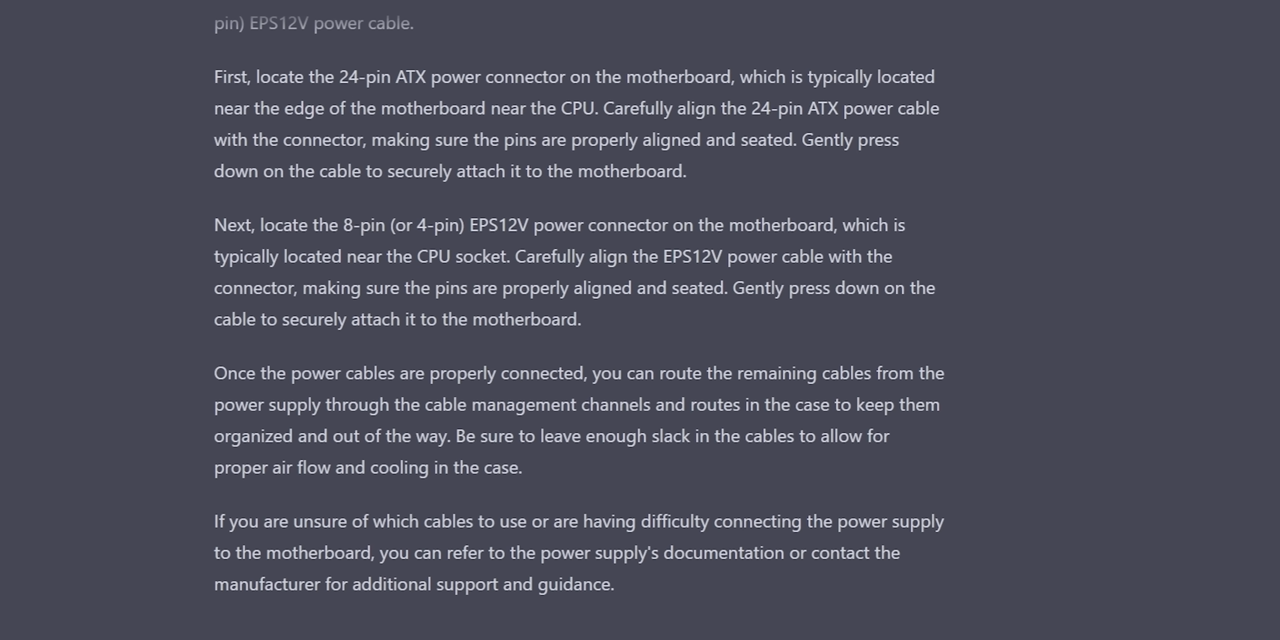 pin) EPS12V power cable.
First, locate the 24-pin ATX power connector on the motherboard, which is typically located
near the edge of the motherboard near the CPU. Carefully align the 24-pin ATX power cable
with the connector, making sure the pins are properly aligned and seated. Gently press
down on the cable to securely attach it to the motherboard.
Next, locate the 8-pin (or 4-pin) EPS12V power connector on the motherboard, which is
typically located near the CPU socket. Carefully align the EPS12V power cable with the
connector, making sure the pins are properly aligned and seated. Gently press down on the
cable to securely attach it to the motherboard.
Once the power cables are properly connected, you can route the remaining cables from the
power supply through the cable management channels and routes in the case to keep them
organized and out of the way. Be sure to leave enough slack in the cables to allow for
proper air flow and cooling in the case.
If you are unsure of which cables to use or are having difficulty connecting the power supply
to the motherboard, you can refer to the power supply's documentation or contact the
manufacturer for additional support and guidance.